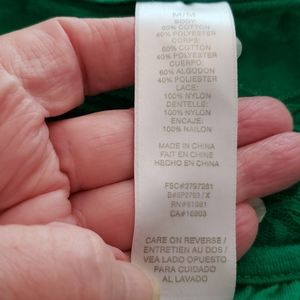 M/M
BODY:
60% COTTON
40% POLYESTER
CORPS:
60% COTTON
40% POLYESTER
CUERPO:
60% ALGODON
40% POLIESTER
LACE:
100% NYLON
DENTELLE:
100% NYLON
ENCAJE:
100% NAILON
MADE IN CHINA
FAIT EN CHINE
HECHO EN CHINA
CARE ON REVERSE /
ENTRETIEN AU DOS /
VEA LADO OPUESTO
PARA CUIDADO
AL LAVADO